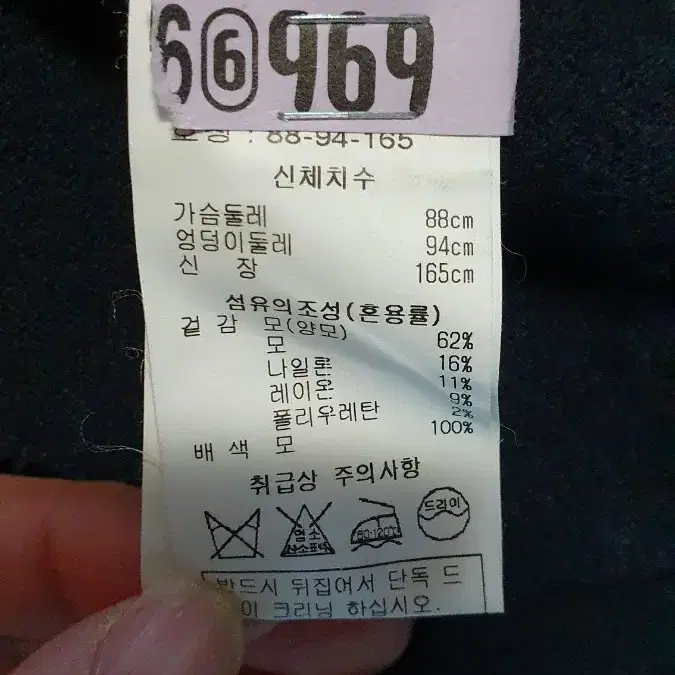 6⑥969
호칭 : 88-94-165
신체치수
가슴둘레 88cm
엉덩이둘레 94cm
신 장 165cm
섬유의조성(혼용률)
겉 감 모(양모) 62%
모 16%
나일론 11%
레이온 9%
폴리우레탄 2%
배 색 모 100%
취급상 주의사항
염소
산소표백
80-120℃
드라이
반드시 뒤집어서 단독 드
이 크리닝 하십시오.